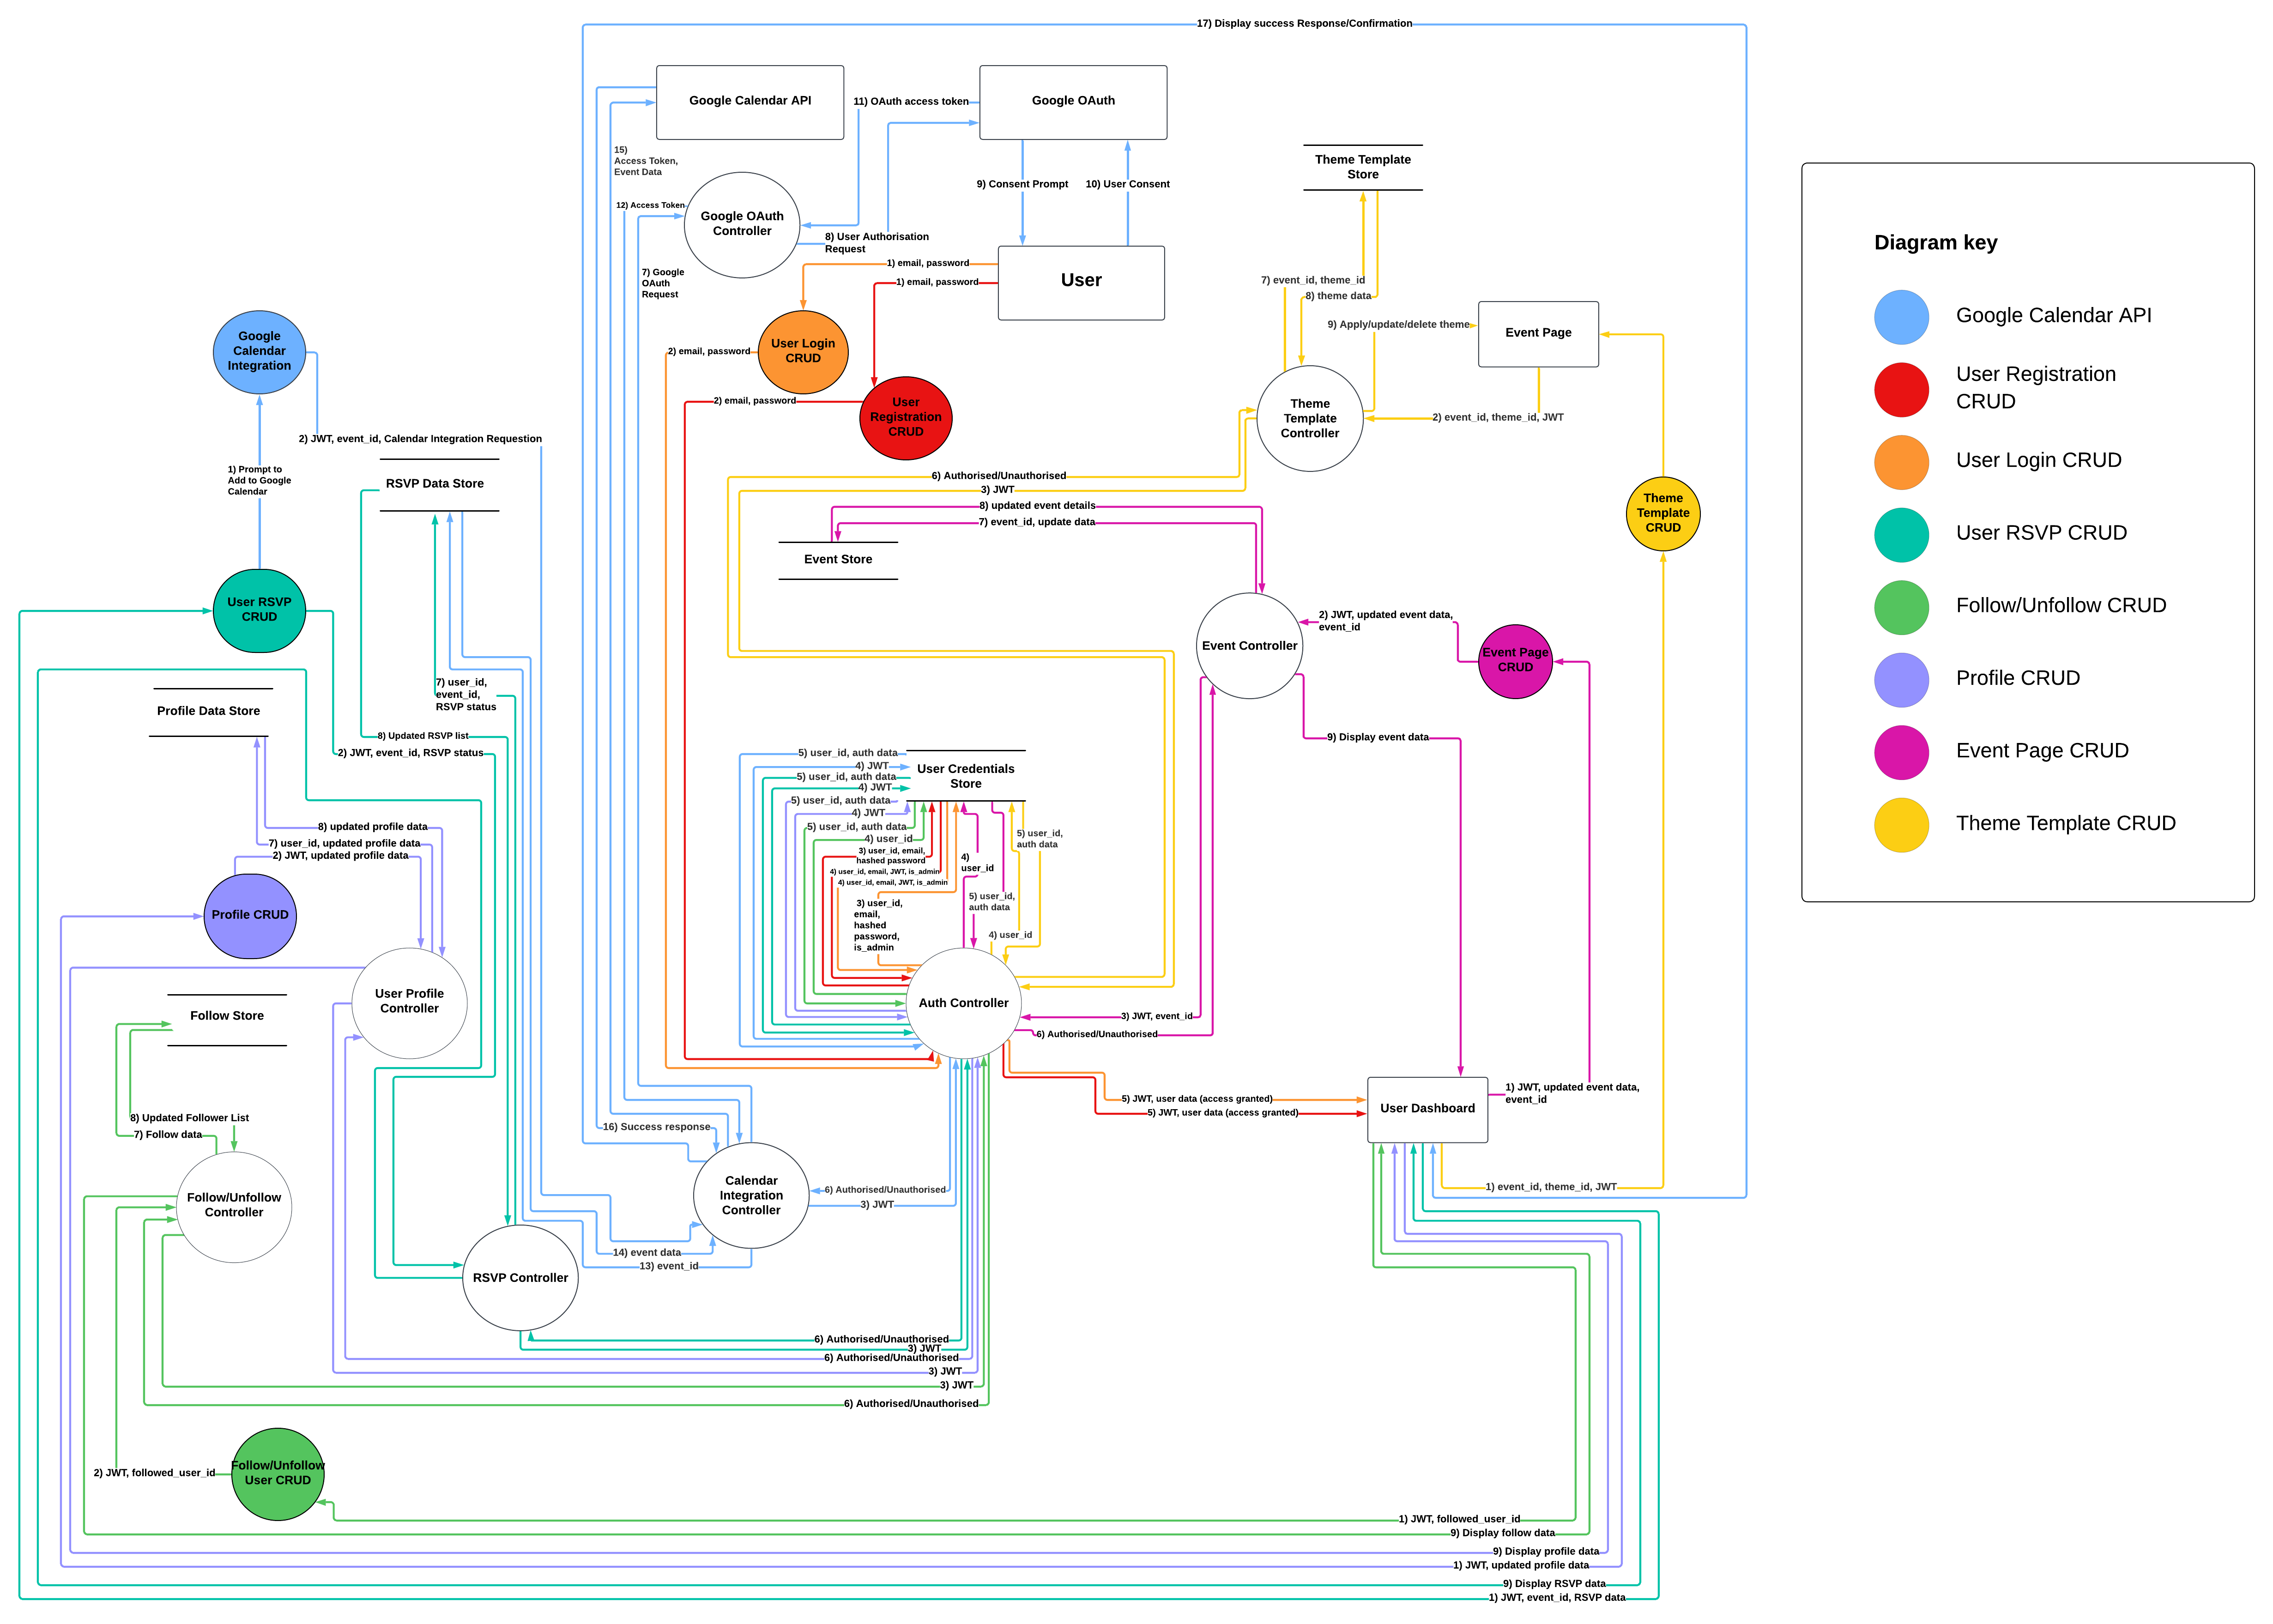 17) Display success Response/Confirmation
Google Calendar API
11) OAuth access token
Google OAuth
15)
Access Token,
Event Data
Theme Template
Store
9) Consent Prompt
10) User Consent
12) Access Token
Google OAuth
Controller
8) User Authorisation
Request
7) Google
OAuth
Request
1) email, password
1) email, password
User
7) event_id, theme_id
8) theme data
9) Apply/update/delete theme
Event Page
Google
Calendar
Integration
2) email, password
User Login
CRUD
2) email, password
User
Registration
CRUD
Theme
Template
Controller
2) event_id, theme_id, JWT
2) JWT, event_id, Calendar Integration Requestion
1) Prompt to
Add to Google
Calendar
RSVP Data Store
6) Authorised/Unauthorised
3) JWT
8) updated event details
7) event_id, update data
Theme
Template
CRUD
Event Store
User RSVP
CRUD
2) JWT, updated event data,
event_id
Event Controller
Event Page
CRUD
7) user_id,
event_id,
RSVP status
Profile Data Store
8) Updated RSVP list
2) JWT, event_id, RSVP status
9) Display event data
5) user_id, auth data
4) JWT
5) user_id, auth data
4) JWT
5) user_id, auth data
4) JWT
5) user_id, auth data
4) user_id
User Credentials
Store
3) user_id, email,
hashed password
4) user_id, email, JWT, is_admin
4) user_id, email, JWT, is_admin
4)
user_id
5) user_id,
auth data
3) user_id,
email,
hashed
password,
is_admin
5) user_id,
auth data
4) user_id
8) updated profile data
7) user_id, updated profile data
2) JWT, updated profile data
Profile CRUD
User Profile
Controller
Auth Controller
Follow Store
3) JWT, event_id
6) Authorised/Unauthorised
5) JWT, user data (access granted)
5) JWT, user data (access granted)
User Dashboard
1) JWT, updated event data,
event_id
8) Updated Follower List
7) Follow data
16) Success response
Follow/Unfollow
Controller
Calendar
Integration
Controller
6) Authorised/Unauthorised
3) JWT
1) event_id, theme_id, JWT
14) event data
13) event_id
RSVP Controller
6) Authorised/Unauthorised
3) JWT
6) Authorised/Unauthorised
3) JWT
3) JWT
6) Authorised/Unauthorised
2) JWT, followed_user_id
Follow/Unfollow
User CRUD
1) JWT, followed_user_id
9) Display follow data
9) Display profile data
1) JWT, updated profile data
9) Display RSVP data
1) JWT, event_id, RSVP data
Diagram key
Google Calendar API
User Registration
CRUD
User Login CRUD
User RSVP CRUD
Follow/Unfollow CRUD
Profile CRUD
Event Page CRUD
Theme Template CRUD